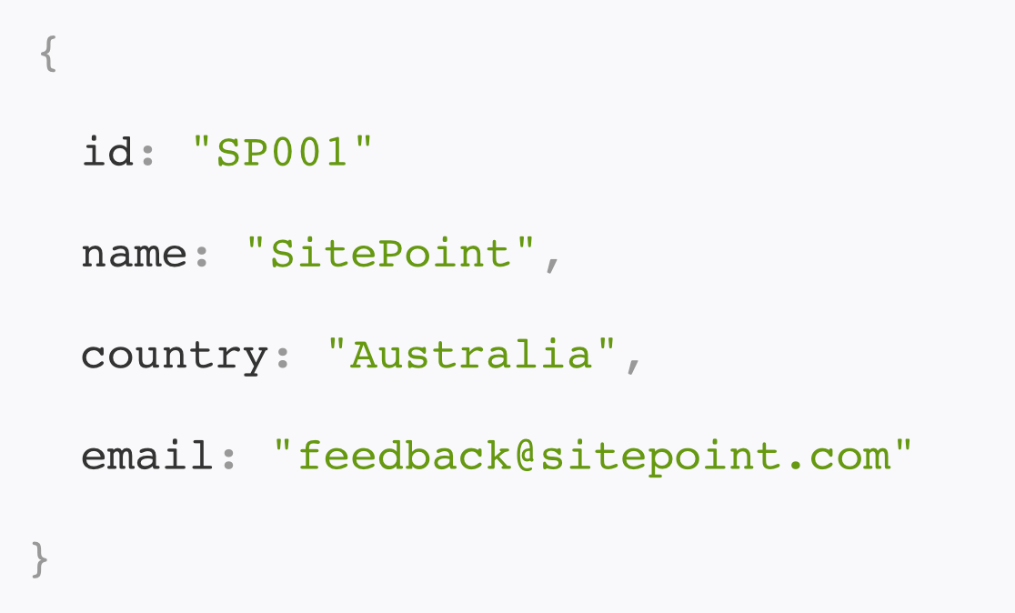 {
id: "SP001"
name: "SitePoint",
country: "Australia",
email: "feedback@sitepoint.com"
}